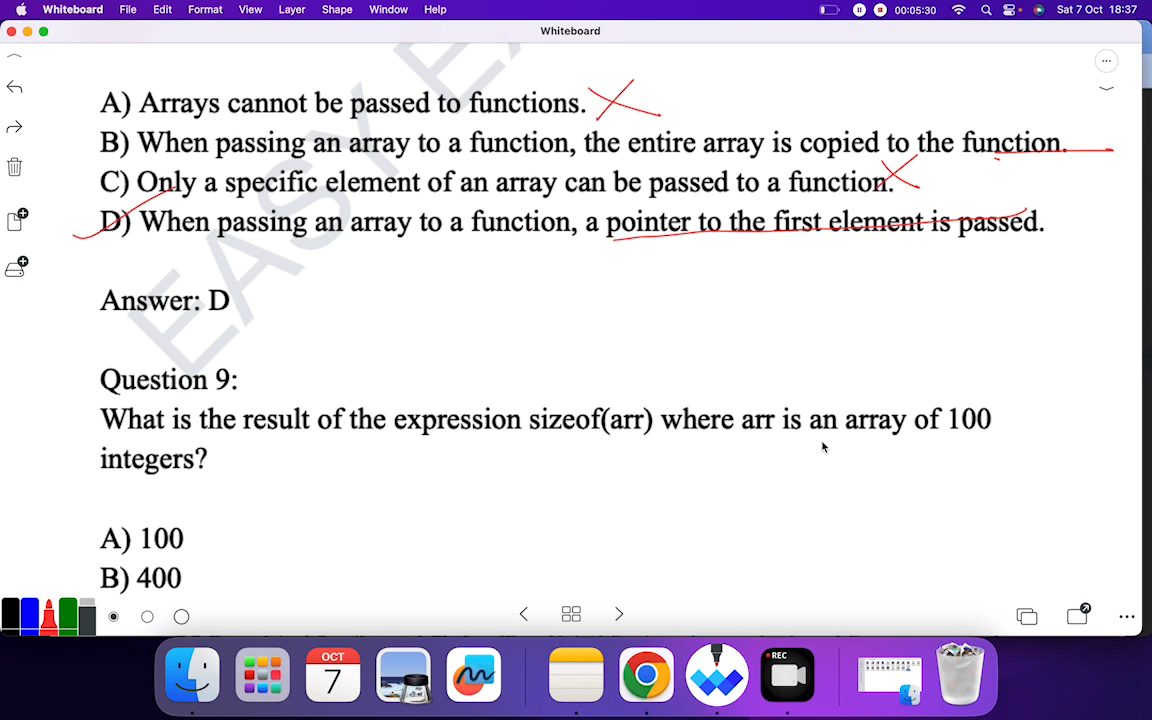 Whiteboard File Edit Format View Layer Shape Window Help 00:05:30 Sat 7 Oct 18:37
Whiteboard
A) Arrays cannot be passed to functions.
B) When passing an array to a function, the entire array is copied to the function.
C) Only a specific element of an array can be passed to a function.
D) When passing an array to a function, a pointer to the first element is passed.
Answer: D
Question 9:
What is the result of the expression sizeof(arr) where arr is an array of 100
integers?
A) 100
B) 400
EASY EX
OCT
7
REC